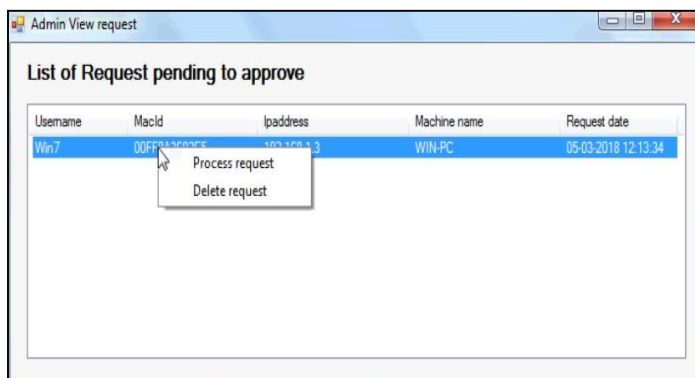 Admin View request
List of Request pending to approve
Username MacId Ipaddress Machine name Request date
Win7 WIN-PC 05-03-2018 12:13:34
Process request
Delete request